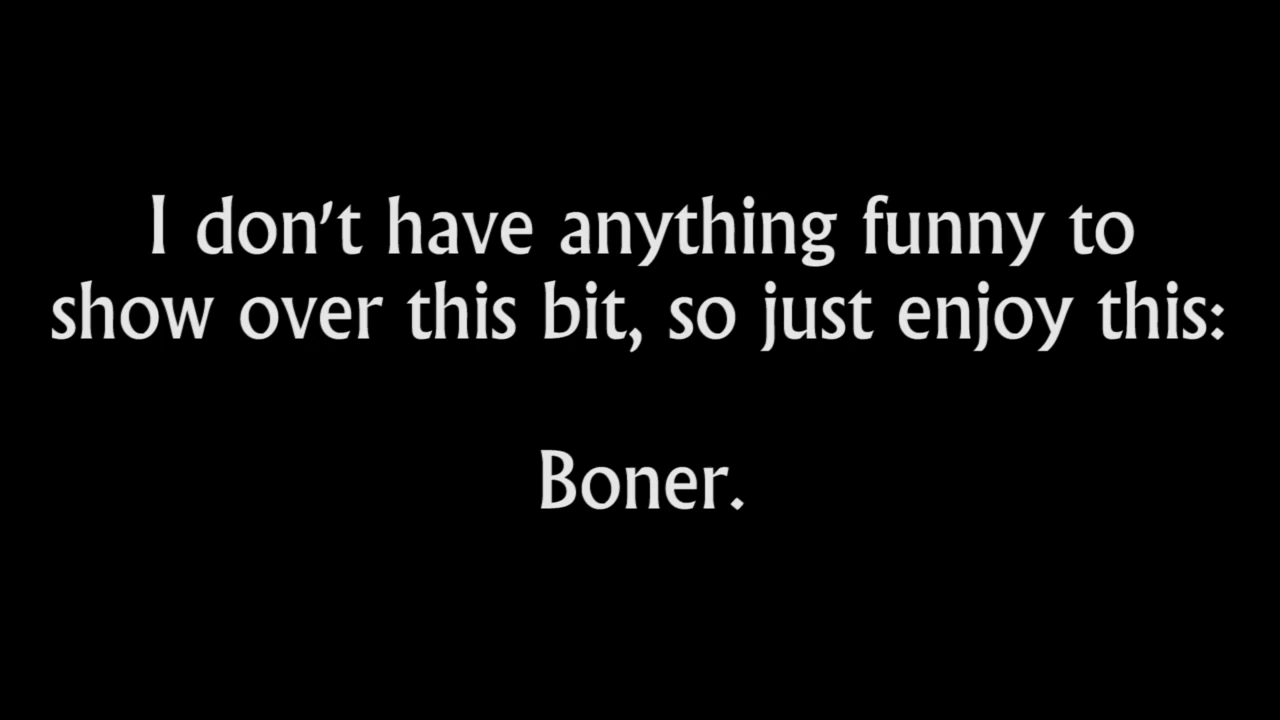 I don't have anything funny to
show over this bit, so just enjoy this:
Boner.